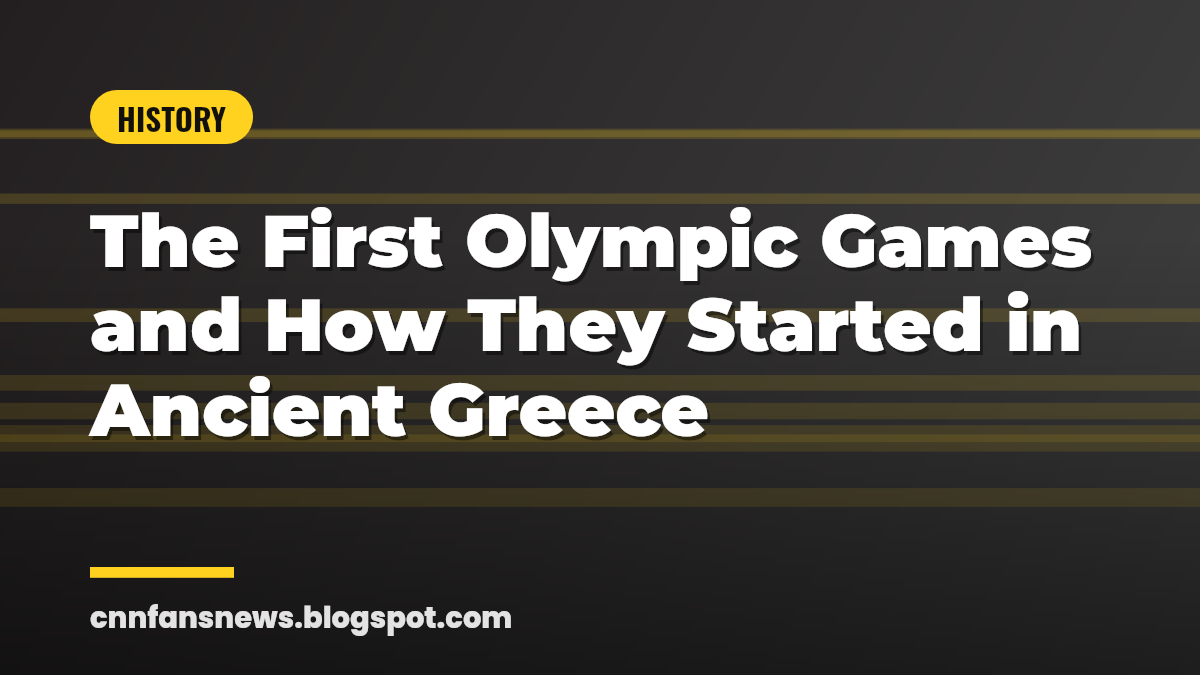 HISTORY
The First Olympic Games
and How They Started in
Ancient Greece
cnnfansnews.blogspot.com